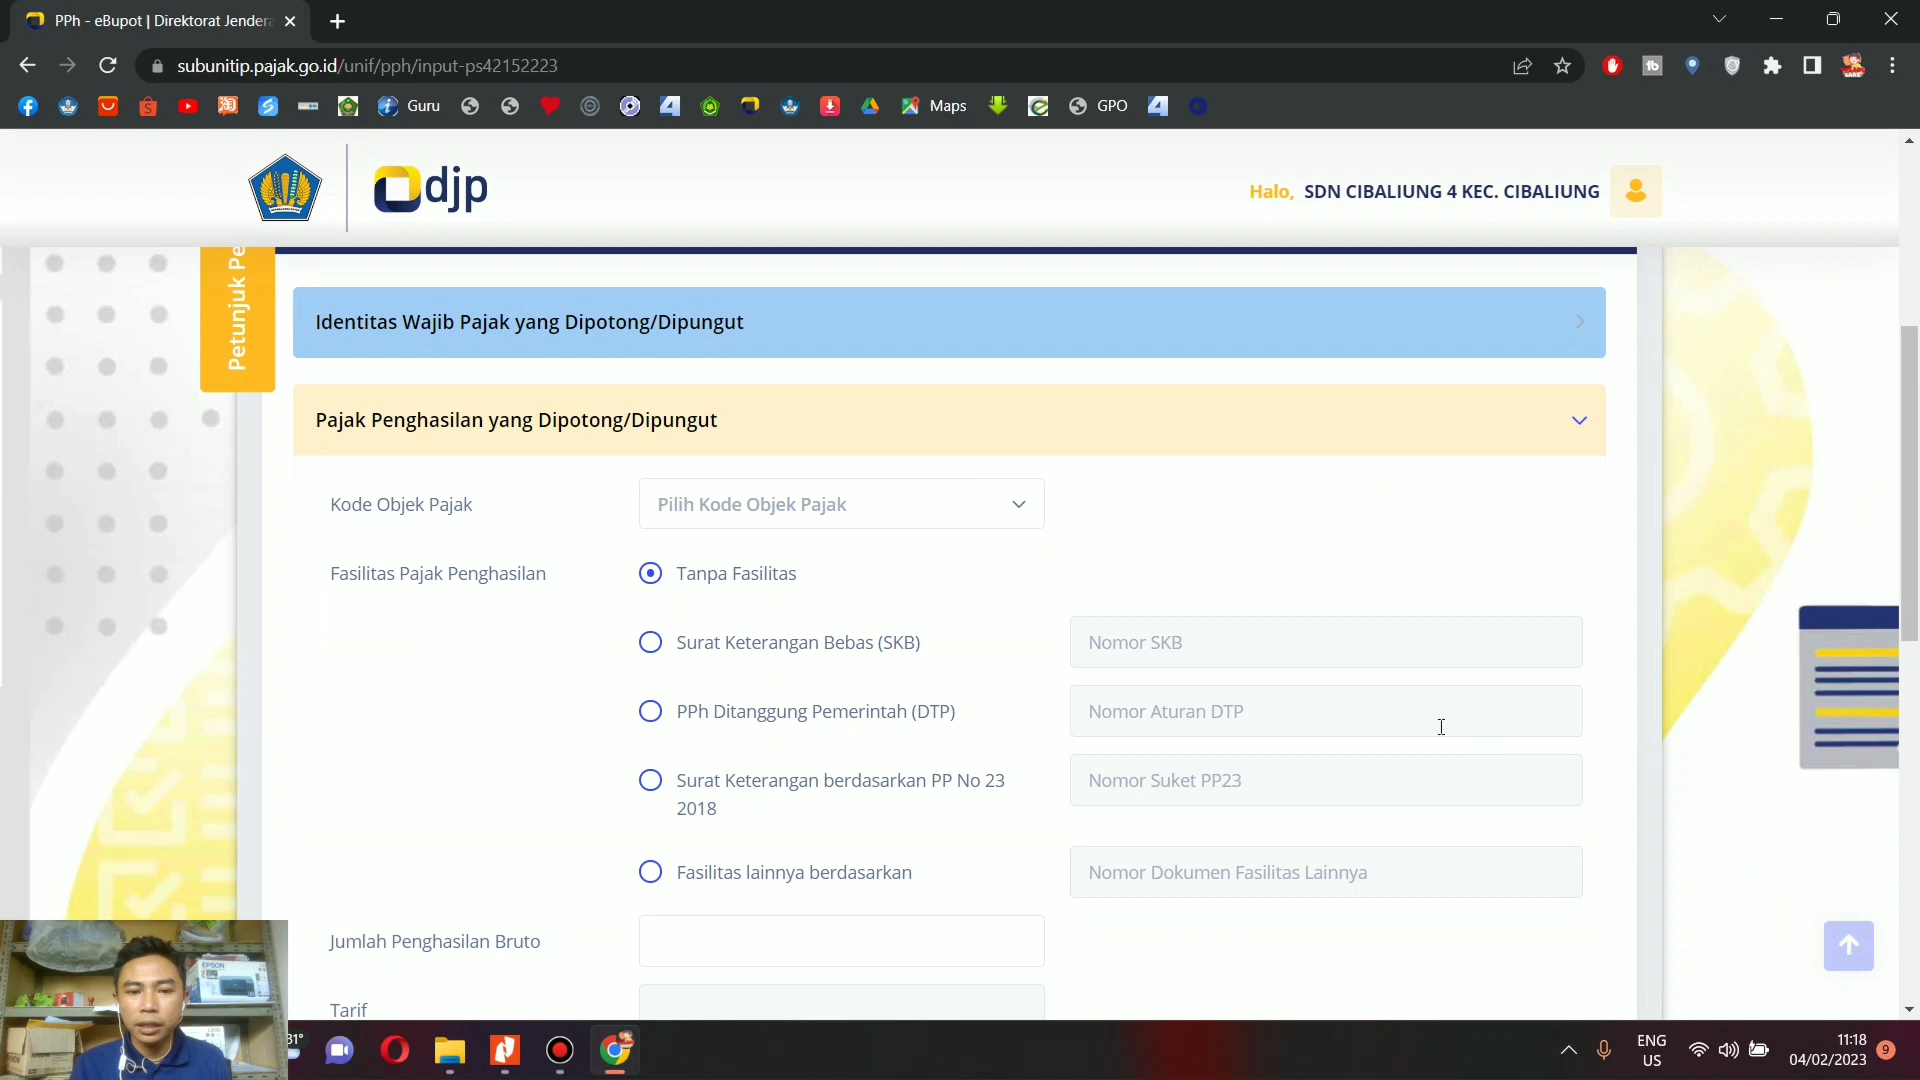 PPh - eBupot | Direktorat Jendera
subunitip.pajak.go.id/unif/pph/input-ps42152223
Guru
Maps
GPO
djp
Halo, SDN CIBALIUNG 4 KEC. CIBALIUNG
Petunjuk Pe
Identitas Wajib Pajak yang Dipotong/Dipungut
Pajak Penghasilan yang Dipotong/Dipungut
Kode Objek Pajak
Pilih Kode Objek Pajak
Fasilitas Pajak Penghasilan
Tanpa Fasilitas
Surat Keterangan Bebas (SKB)
Nomor SKB
PPh Ditanggung Pemerintah (DTP)
Nomor Aturan DTP
Surat Keterangan berdasarkan PP No 23
2018
Nomor Suket PP23
Fasilitas lainnya berdasarkan
Nomor Dokumen Fasilitas Lainnya
Jumlah Penghasilan Bruto
Tarif
EPSON
31°
ENG
US
11:18
04/02/2023
9